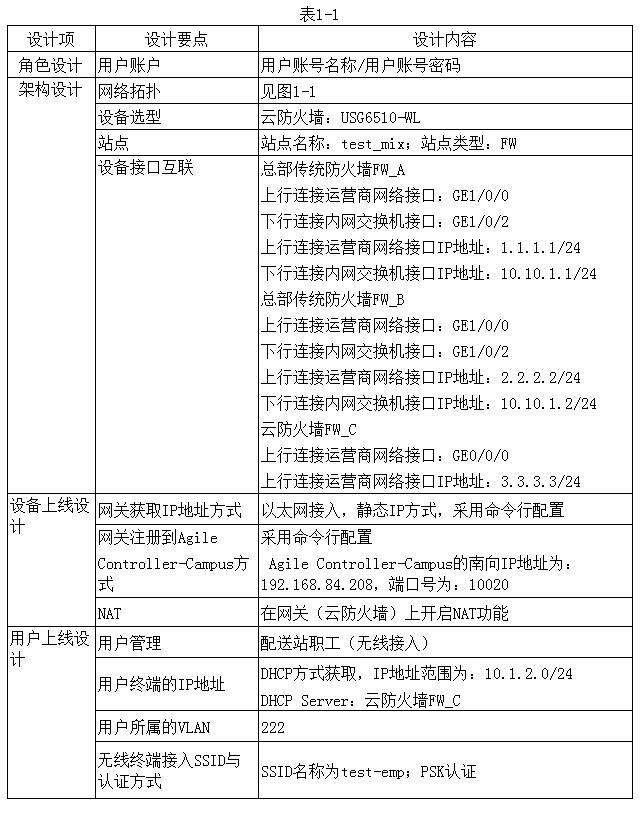 表1-1
设计项 设计要点 设计内容
角色设计 用户账户 用户账号名称/用户账号密码
架构设计 网络拓扑 见图1-1
设备选型 云防火墙：USG6510-WL
站点 站点名称：test_mix；站点类型：FW
设备接口互联 总部传统防火墙FW_A
上行连接运营商网络接口：GE1/0/0
下行连接内网交换机接口：GE1/0/2
上行连接运营商网络接口IP地址：1.1.1.1/24
下行连接内网交换机接口IP地址：10.10.1.1/24
总部传统防火墙FW_B
上行连接运营商网络接口：GE1/0/0
下行连接内网交换机接口：GE1/0/2
上行连接运营商网络接口IP地址：2.2.2.2/24
下行连接内网交换机接口IP地址：10.10.1.2/24
云防火墙FW_C
上行连接运营商网络接口：GE0/0/0
上行连接运营商网络接口IP地址：3.3.3.3/24
设备上线设
计
网关获取IP地址方式 以太网接入，静态IP方式，采用命令行配置
网关注册到Agile
Controller-Campus方
式
采用命令行配置
Agile Controller-Campus的南向IP地址为：
192.168.84.208，端口号为：10020
NAT 在网关（云防火墙）上开启NAT功能
用户上线设
计
用户管理 配送站职工（无线接入）
用户终端的IP地址
DHCP方式获取，IP地址范围为：10.1.2.0/24
DHCP Server：云防火墙FW_C
用户所属的VLAN 222
无线终端接入SSID与
认证方式
SSID名称为test-emp；PSK认证